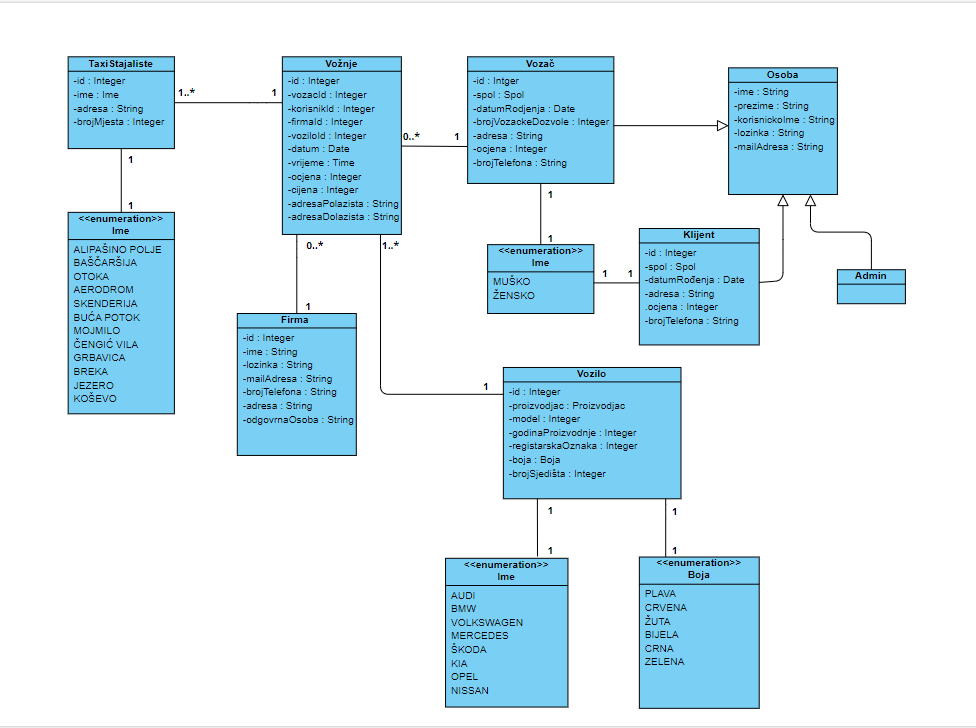 TaxiStajaliste
-id : Integer
-ime : Ime
-adresa : String
-brojMjesta : Integer
1..*
1
Vožnje
-id : Integer
-vozacId : Integer
-korisnikId : Integer
-firmaId : Integer
-voziloId : Integer
-datum : Date
-vrijeme : Time
-ocjena : Integer
-cijena : Integer
-adresaPolazista : String
-adresaDolazista : String
0..*
1
Vozač
-id : Intger
-spol : Spol
-datumRodjenja : Date
-brojVozackeDozvole : Integer
-adresa : String
-ocjena : Integer
-brojTelefona : String
Osoba
-ime : String
-prezime : String
-korisnickoIme : String
-lozinka : String
-mailAdresa : String
1
1
<<enumeration>>
Ime
ALIPAŠINO POLJE
BAŠČARŠIJA
OTOKA
AERODROM
SKENDERIJA
BUĆA POTOK
MOJMILO
ČENGIĆ VILA
GRBAVICA
BREKA
JEZERO
KOŠEVO
0..*
1
1..*
1
1
1
<<enumeration>>
Ime
MUŠKO
ŽENSKO
1
1
Klijent
-id : Integer
-spol : Spol
-datumRođenja : Date
-adresa : String
.ocjena : Integer
-brojTelefona : String
Admin
Firma
-id : Integer
-ime : String
-lozinka : String
-mailAdresa : String
-brojTelefona : String
-adresa : String
-odgovrnaOsoba : String
Vozilo
-id : Integer
-proizvodjac : Proizvodjac
-model : Integer
-godinaProizvodnje : Integer
-registarskaOznaka : Integer
-boja : Boja
-brojSjedišta : Integer
1
1
1
1
<<enumeration>>
Ime
AUDI
BMW
VOLKSWAGEN
MERCEDES
ŠKODA
KIA
OPEL
NISSAN
<<enumeration>>
Boja
PLAVA
CRVENA
ŽUTA
BIJELA
CRNA
ZELENA